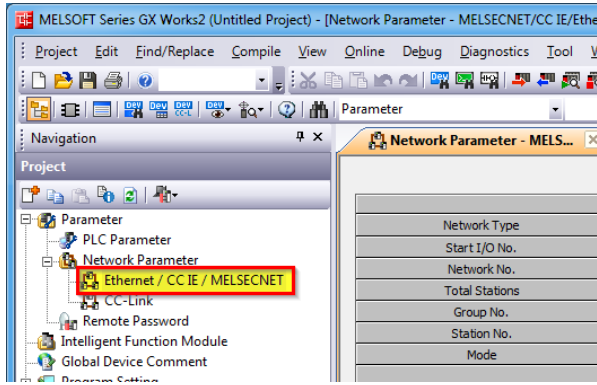 MELSOFT Series GX Works2 (Untitled Project) - [Network Parameter - MELSECNET/CC IE/Ethe
Project Edit Find/Replace Compile View Online Debug Diagnostics Tool
Parameter
Navigation
Network Parameter - MELS...
Project
Parameter
PLC Parameter
Network Parameter
Ethernet / CC IE / MELSECNET
CC-Link
Remote Password
Intelligent Function Module
Global Device Comment
Program Setting
Network Type
Start I/O No.
Network No.
Total Stations
Group No.
Station No.
Mode